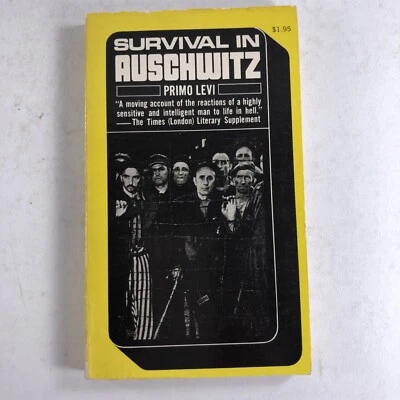 $1.95
SURVIVAL IN
AUSCHWITZ
PRIMO LEVI
"A moving account of the reactions of a highly
sensitive and intelligent man to life in hell."
—The Times (London) Literary Supplement